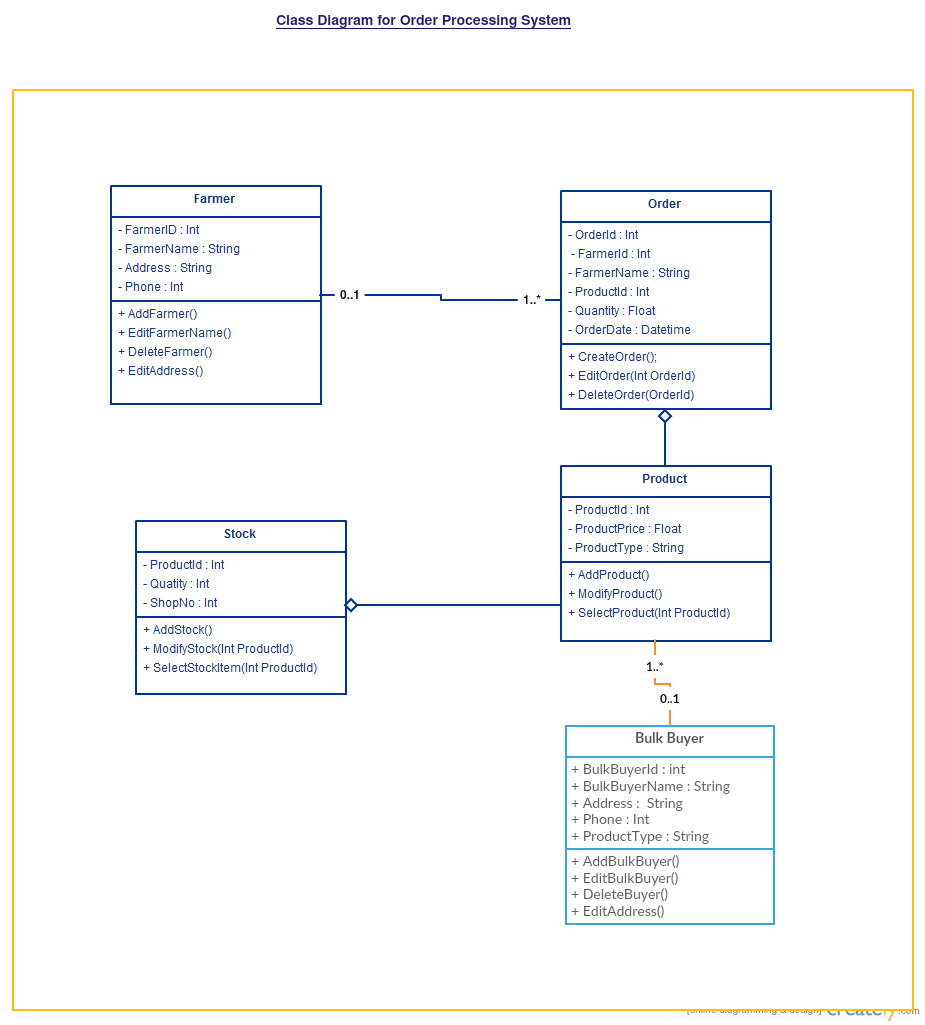 Class Diagram for Order Processing System
Farmer
- FarmerID : Int
- FarmerName : String
- Address : String
- Phone : Int
+ AddFarmer()
+ EditFarmerName()
+ DeleteFarmer()
+ EditAddress()
0..1
1..*
Order
- OrderId : Int
- FarmerId : Int
- FarmerName : String
- ProductId : Int
- Quantity : Float
- OrderDate : Datetime
+ CreateOrder();
+ EditOrder(Int OrderId)
+ DeleteOrder(OrderId)
Product
- ProductId : Int
- ProductPrice : Float
- ProductType : String
+ AddProduct()
+ ModifyProduct()
+ SelectProduct(Int ProductId)
Stock
- ProductId : Int
- Quatity : Int
- ShopNo : Int
+ AddStock()
+ ModifyStock(Int ProductId)
+ SelectStockItem(Int ProductId)
1..*
0..1
Bulk Buyer
+ BulkBuyerId : int
+ BulkBuyerName : String
+ Address :  String
+ Phone : Int
+ ProductType : String
+ AddBulkBuyer()
+ EditBulkBuyer()
+ DeleteBuyer()
+ EditAddress()
[online diagramming & design] creately.com